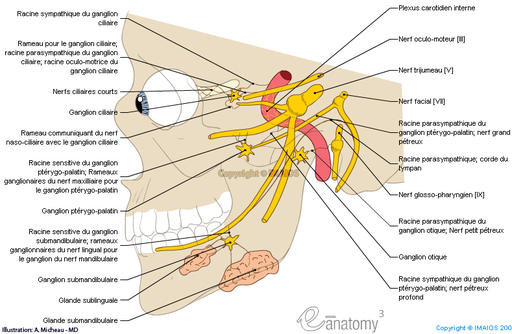 Racine sympathique du ganglion
ciliaire
Rameau pour le ganglion ciliaire;
racine parasympathique du ganglion
ciliaire; racine oculo-motrice du
ganglion ciliaire
Nerfs ciliaires courts
Ganglion ciliaire
Rameau communiquant du nerf
naso-ciliaire avec le ganglion ciliaire
Racine sensitive du ganglion
ptérygo-palatin; Rameaux
ganglionaires du nerf maxilliaire pour
le ganglion ptérygo-palatin
Ganglion ptérygo-palatin
Racine sensitive du ganglion
submandibulaire; rameaux
ganglionnaires du nerf lingual pour
le ganglion du nerf mandibulaire
Ganglion submandibulaire
Glande sublinguale
Glande submandibulaire
Plexus carotidien interne
Nerf oculo-moteur [III]
Nerf trijumeau [V]
Nerf facial [VII]
Racine parasympathique du
ganglion ptérygo-palatin; nerf grand
pétreux
Racine parasympathique; corde du
tympan
Nerf glosso-pharyngien [IX]
Racine parasympathique du
ganglion otique; Nerf petit pétreux
Ganglion otique
Racine sympathique du ganglion
ptérygo-palatin; nerf pétreux
profond
Copyright © IMAIOS
e-anatomy3
Illustration: A. Micheau - MD
Copyright © IMAIOS 200